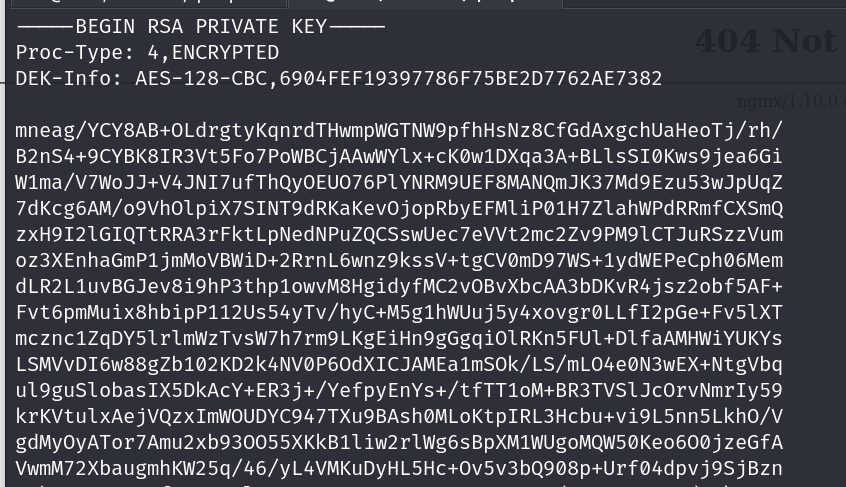 -----BEGIN RSA PRIVATE KEY-----
404 Not
Proc-Type: 4,ENCRYPTED
DEK-Info: AES-128-CBC,6904FEF19397786F75BE2D7762AE7382
nginx/1.10.0
mneag/YCY8AB+OLdrgtyKqnrdTHwmpWGTNW9pfhHsNz8CfGdAxgchUaHeoTj/rh/
B2nS4+9CYBK8IR3Vt5Fo7PoWBCjAAwWYlx+cK0w1DXqa3A+BLlsSI0Kws9jea6Gi
W1ma/V7WoJJ+V4JNI7ufThQyOEUO76PlYNRM9UEF8MANQmJK37Md9Ezu53wJpUqZ
7dKcg6AM/o9VhOlpiX7SINT9dRKaKevOjopRbyEFMliP01H7ZlahWPdRRmfCXSmQ
zxH9I2lGIQTtRRA3rFktLpNedNPuZQCSswUec7eVVt2mc2Zv9PM9lCTJuRSzzVum
oz3XEnhaGmP1jmMoVBWiD+2RrnL6wnz9kssV+tgCV0mD97WS+1ydWEPeCph06Mem
dLR2L1uvBGJev8i9hP3thp1owvM8HgidyfMC2vOBvXbcAA3bDKvR4jsz2obf5AF+
Fvt6pmMuix8hbipP112Us54yTv/hyC+M5g1hWUuj5y4xovgr0LLfI2pGe+Fv5lXT
mcznc1ZqDY5lrlmWzTvsW7h7rm9LKgEiHn9gGgqiOlRKn5FUl+DlfaAMHWiYUKYs
LSMVvDI6w88gZb102KD2k4NV0P6OdXICJAMEa1mSOk/LS/mLO4e0N3wEX+NtgVbq
ul9guSlobasIX5DkAcY+ER3j+/YefpyEnYs+/tfTT1oM+BR3TVSlJcOrvNmrIy59
krKVtulxAejVQzxImWOUDYC947TXu9BAsh0MLoKtpIRL3Hcbu+vi9L5nn5LkhO/V
gdMyOyATor7Amu2xb93OO55XKkB1liw2rlWg6sBpXM1WUgoMQW50Keo6O0jzeGfA
VwmM72XbaugmhKW25q/46/yL4VMKuDyHL5Hc+Ov5v3bQ908p+Urf04dpvj9SjBzn